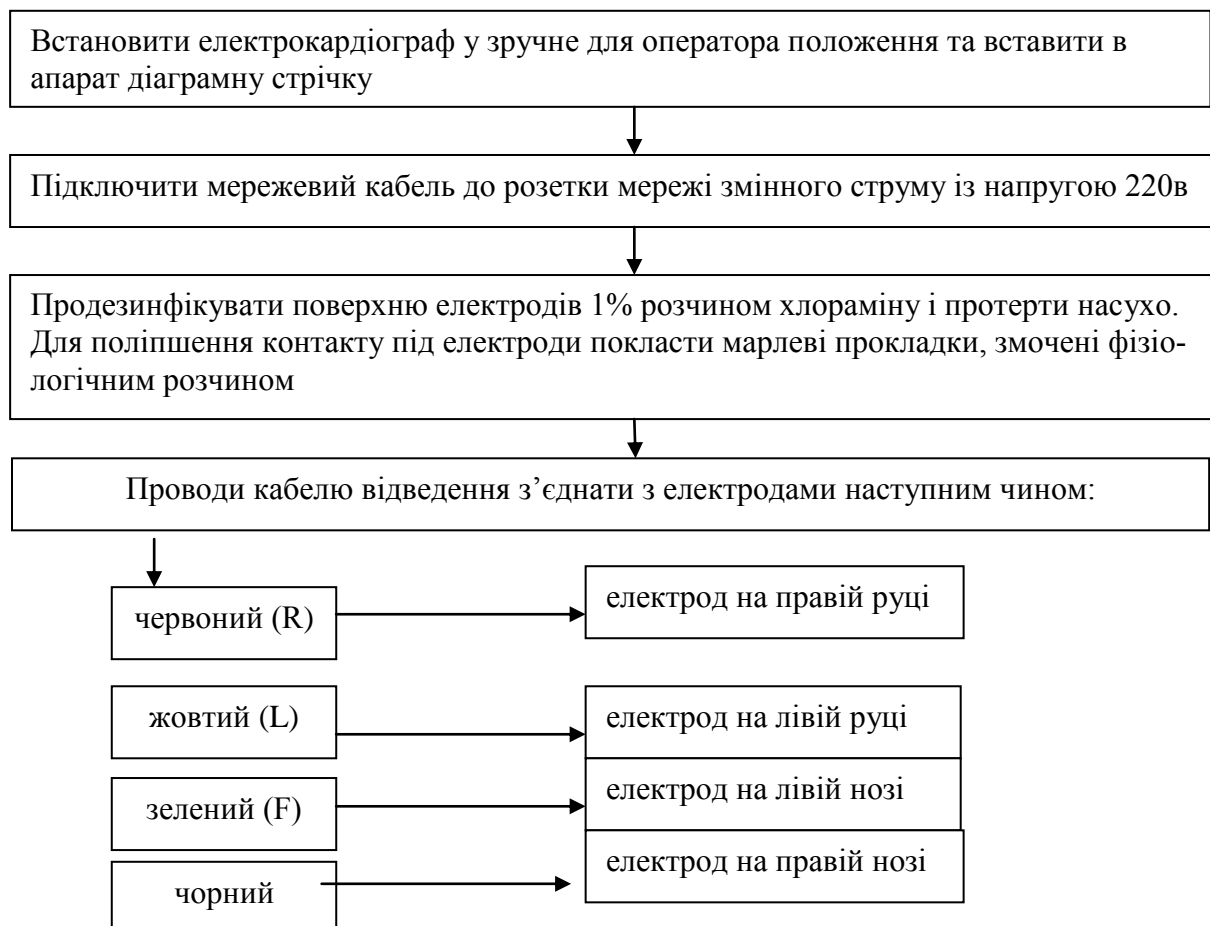 Встановити електрокардіограф у зручне для оператора положення та вставити в
апарат діаграмну стрічку
Підключити мережевий кабель до розетки мережі змінного струму із напругою 220в
Продезинфікувати поверхню електродів 1% розчином хлораміну і протерти насухо.
Для поліпшення контакту під електроди покласти марлеві прокладки, змочені фізіо-
логічним розчином
Проводи кабелю відведення з’єднати з електродами наступним чином:
червоний (R)
електрод на правій руці
жовтий (L)
електрод на лівій руці
зелений (F)
електрод на лівій нозі
чорний
електрод на правій нозі